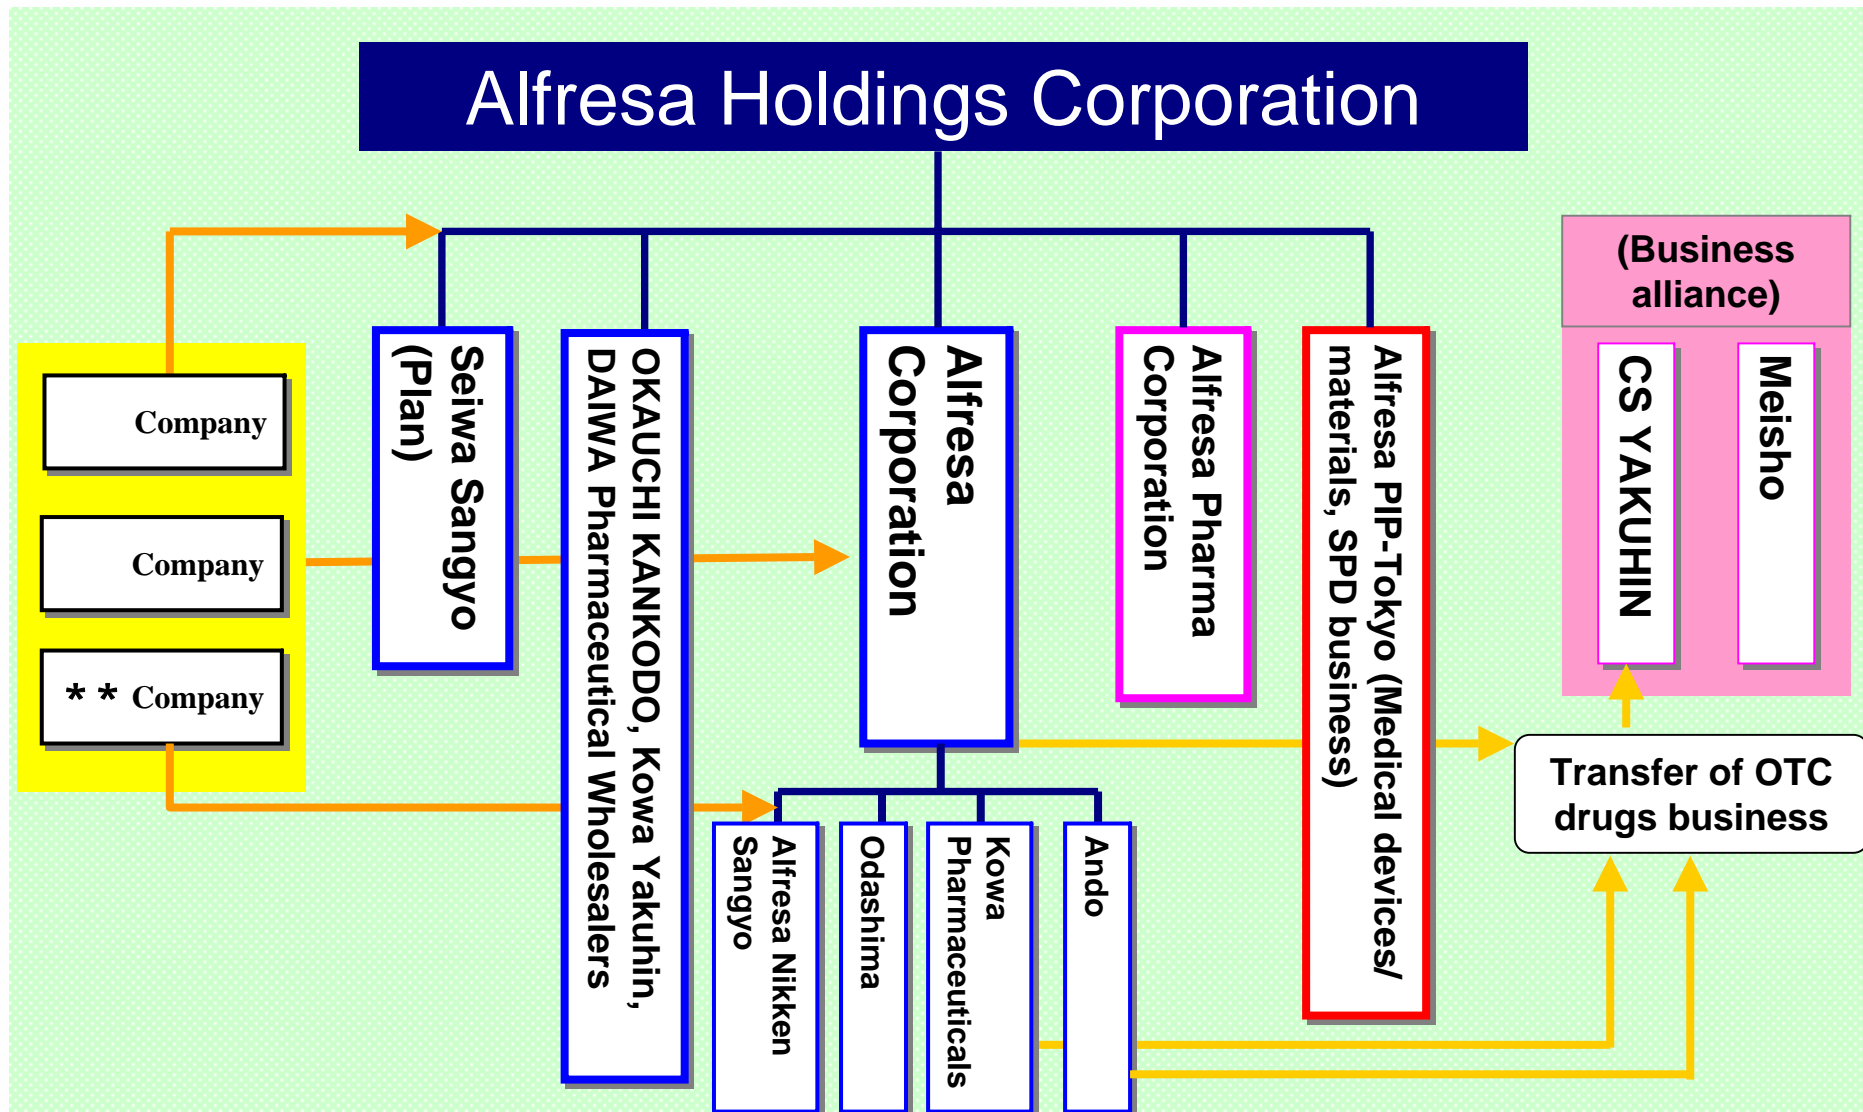 Alfresa Holdings Corporation
(Business
alliance)
Company
Company
** Company
Seiwa Sangyo
(Plan)
OKAUCHI KANKODO, Kowa Yakuhin,
DAIWA Pharmaceutical Wholesalers
Alfresa
Corporation
Alfresa Pharma
Corporation
Alfresa PIP-Tokyo (Medical devices/
materials, SPD business)
CS YAKUHIN
Meisho
Transfer of OTC
drugs business
Alfresa Nikken
Sangyo
Odashima
Kowa
Pharmaceuticals
Ando